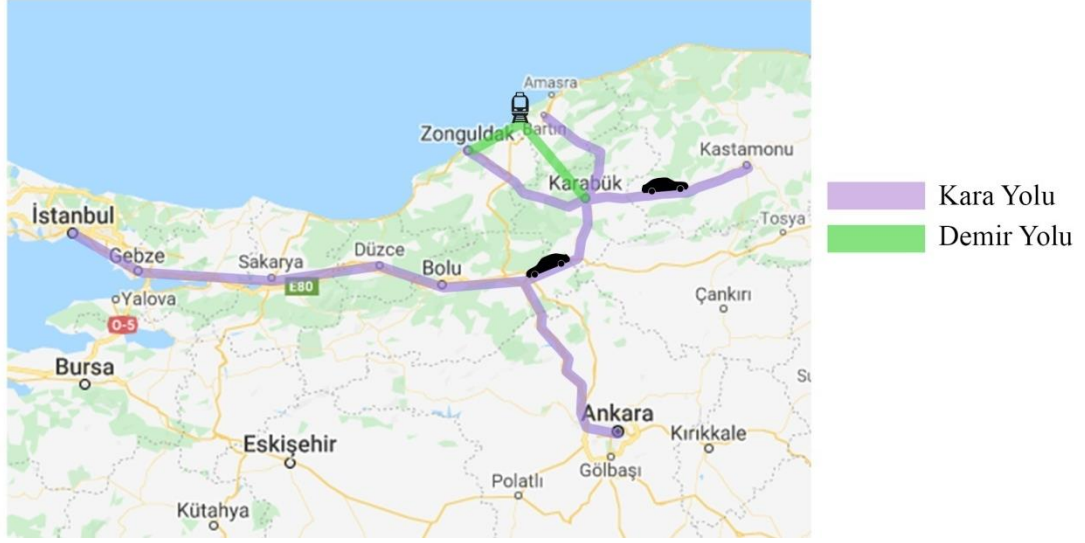 Amasra
Zonguldak
Bartın
Kastamonu
Karabük
İstanbul
Tosya
Gebze
Sakarya
Düzce
Bolu
E80
Yalova
Çankırı
O-5
Bursa
Ankara
Kırıkkale
Eskişehir
Gölbaşı
Polatlı
Kütahya
Kara Yolu
Demir Yolu